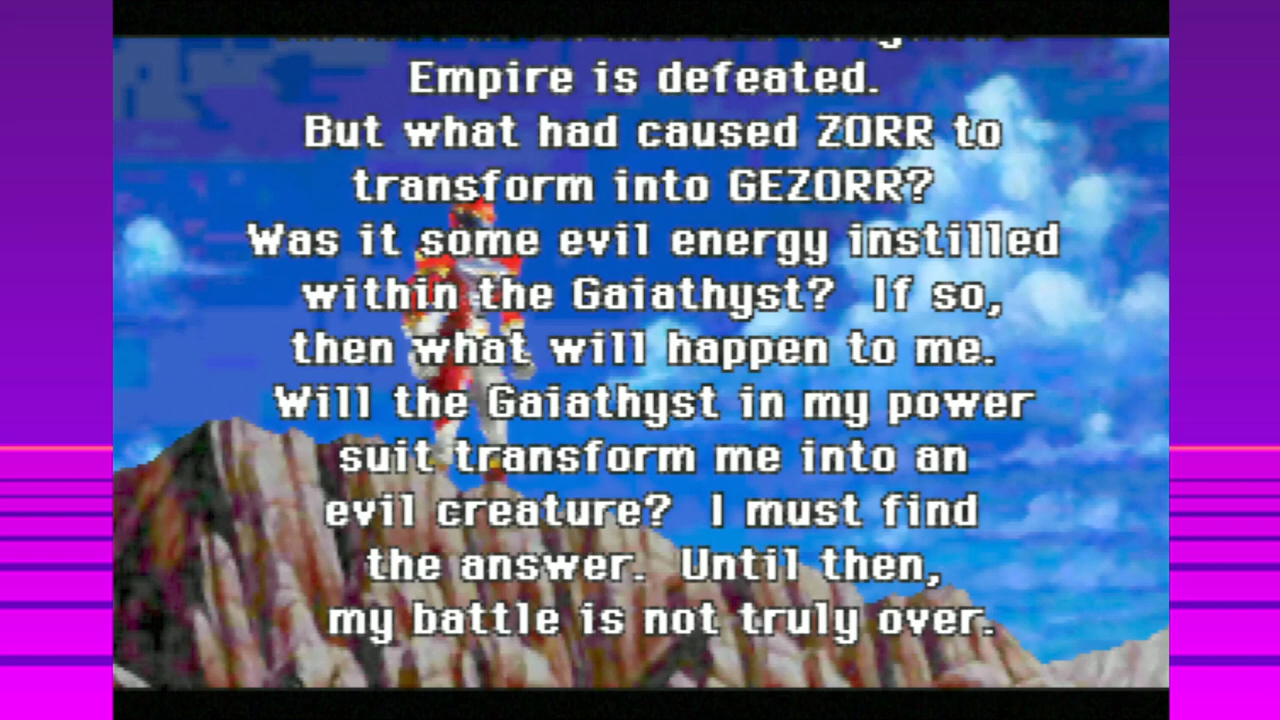 Empire is defeated.
But what had caused ZORR to
transform into GEZORR?
Was it some evil energy instilled
within the Gaiathyst?  If so,
then what will happen to me.
Will the Gaiathyst in my power
suit transform me into an
evil creature?  I must find
the answer.  Until then,
my battle is not truly over.